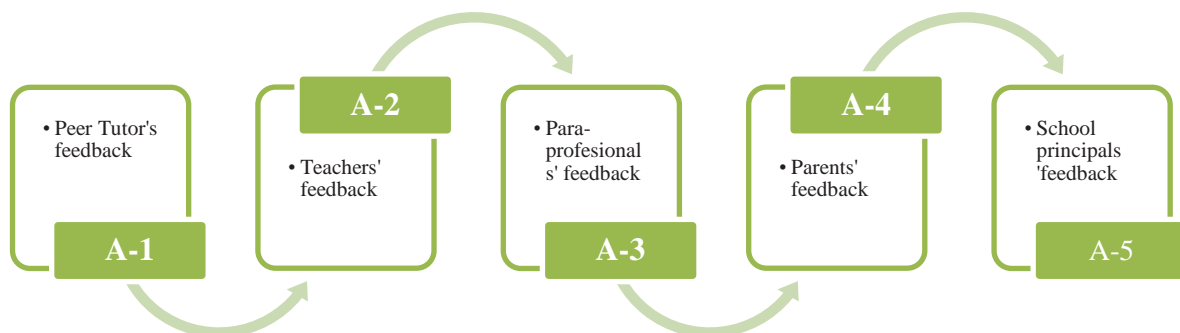 • Peer Tutor's
feedback
A-1
A-2
• Teachers'
feedback
• Para-
profesional
s' feedback
A-3
A-4
• Parents'
feedback
• School
principals
'feedback
A-5